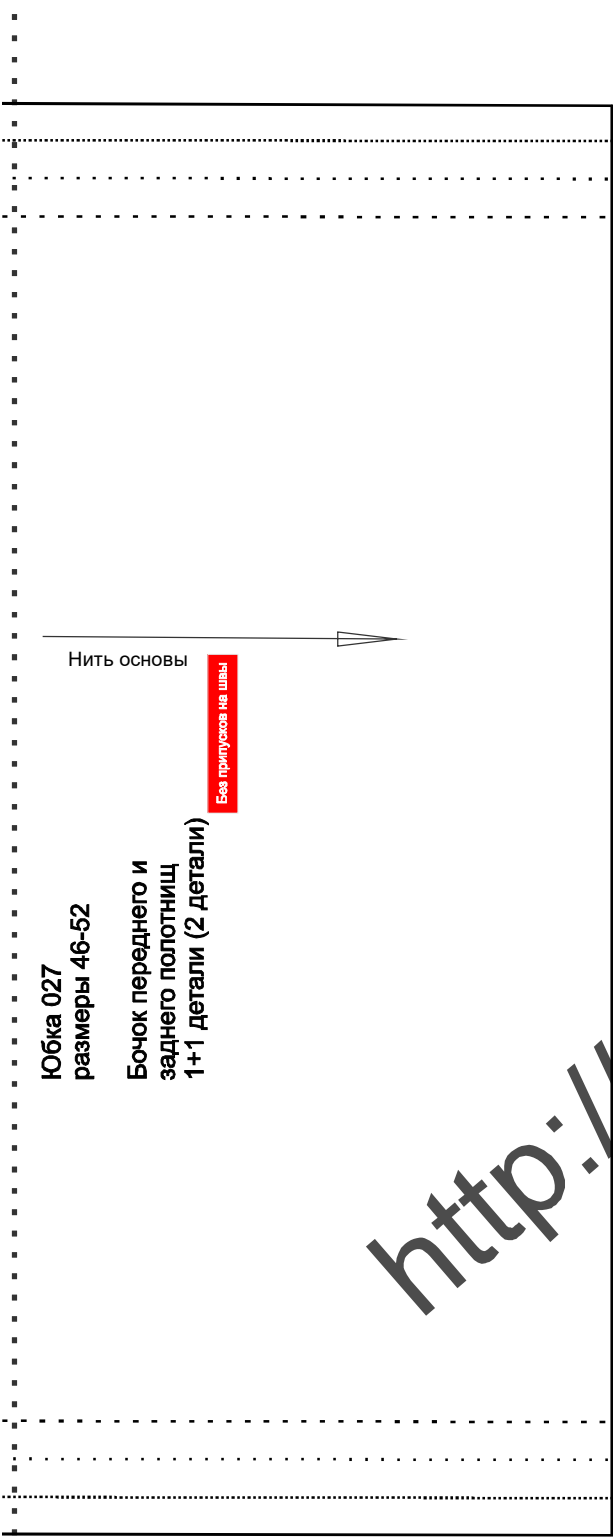 Нить основы
Без припусков на швы
Юбка 027
размеры 46-52
Бочок переднего и
заднего полотнищ
1+1 детали (2 детали)
http://